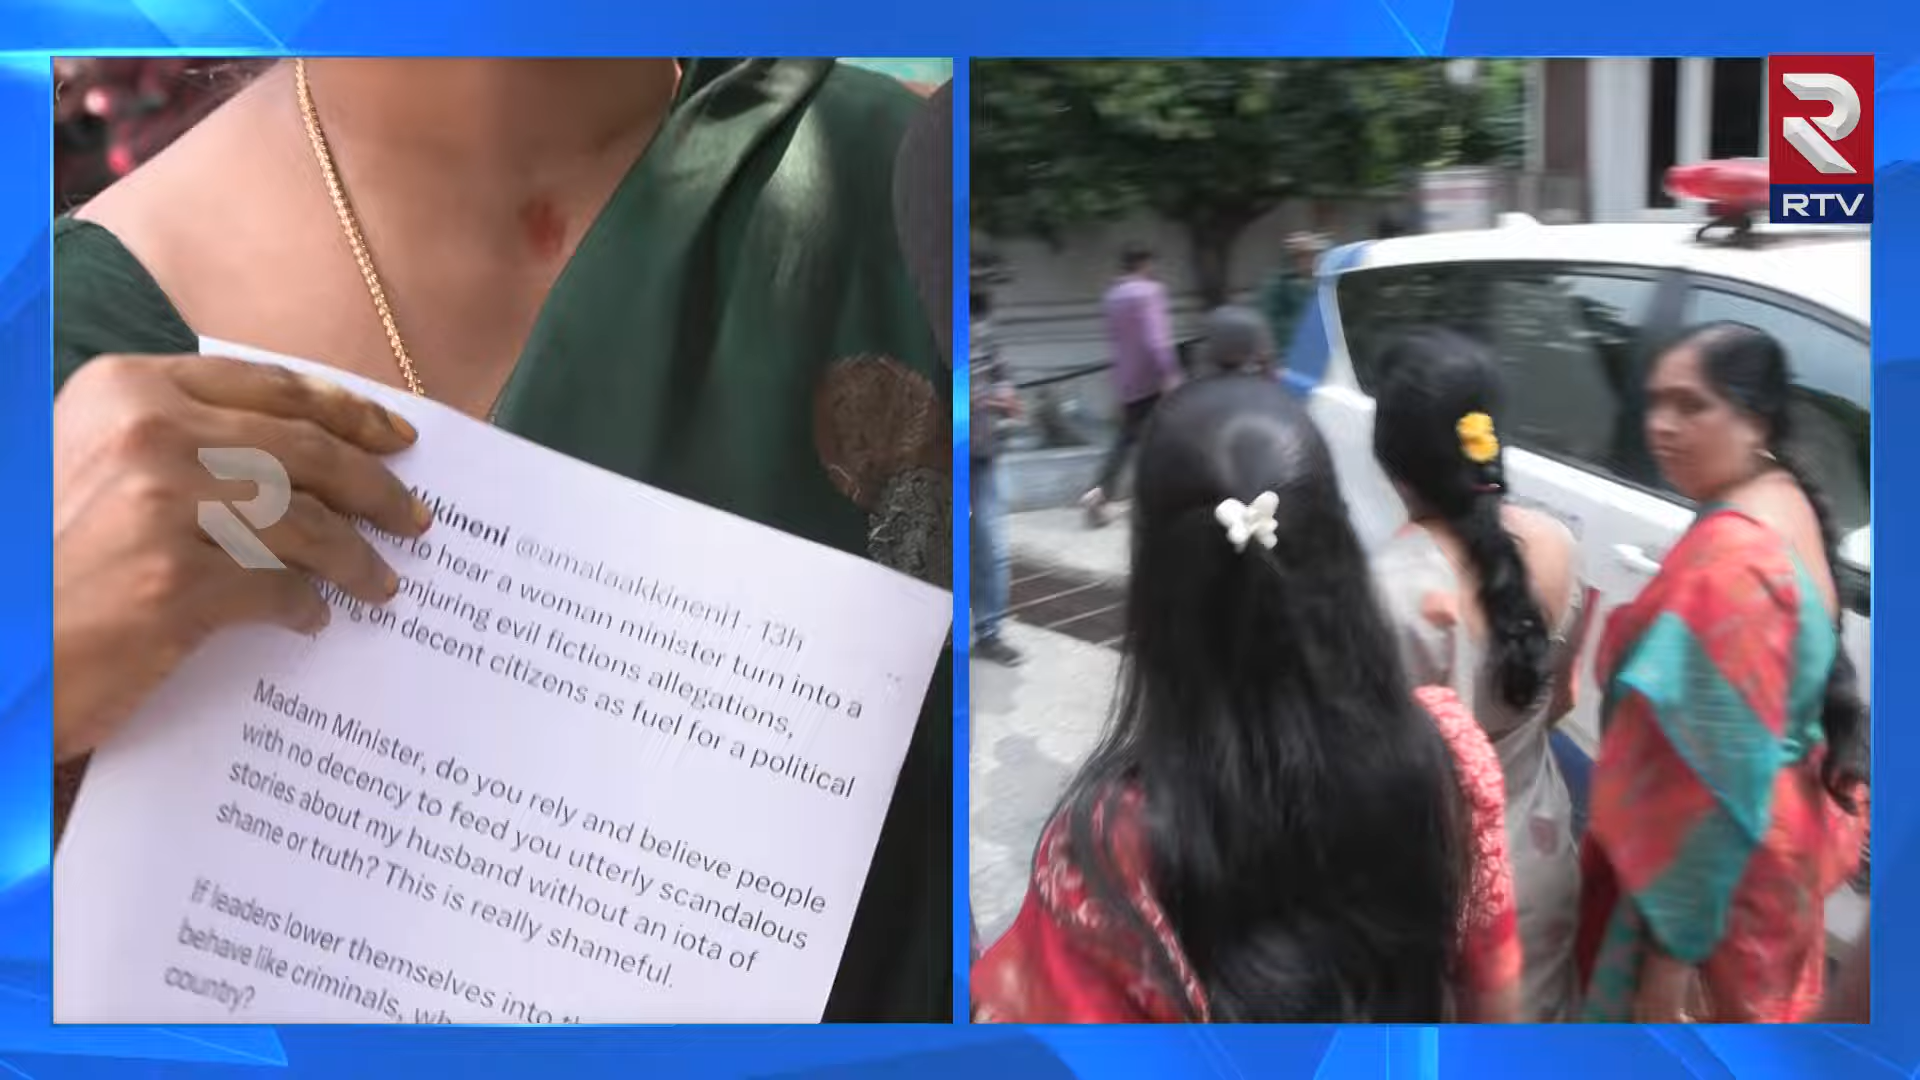 Akkineni @amalaakkineni1 · 13h
to hear a woman minister turn into a
conjuring evil fictions allegations,
on decent citizens as fuel for a political
Madam Minister, do you rely and believe people
with no decency to feed you utterly scandalous
stories about my husband without an iota of
shame or truth? This is really shameful.
If leaders lower themselves into
behave like criminals,
country?
RTV